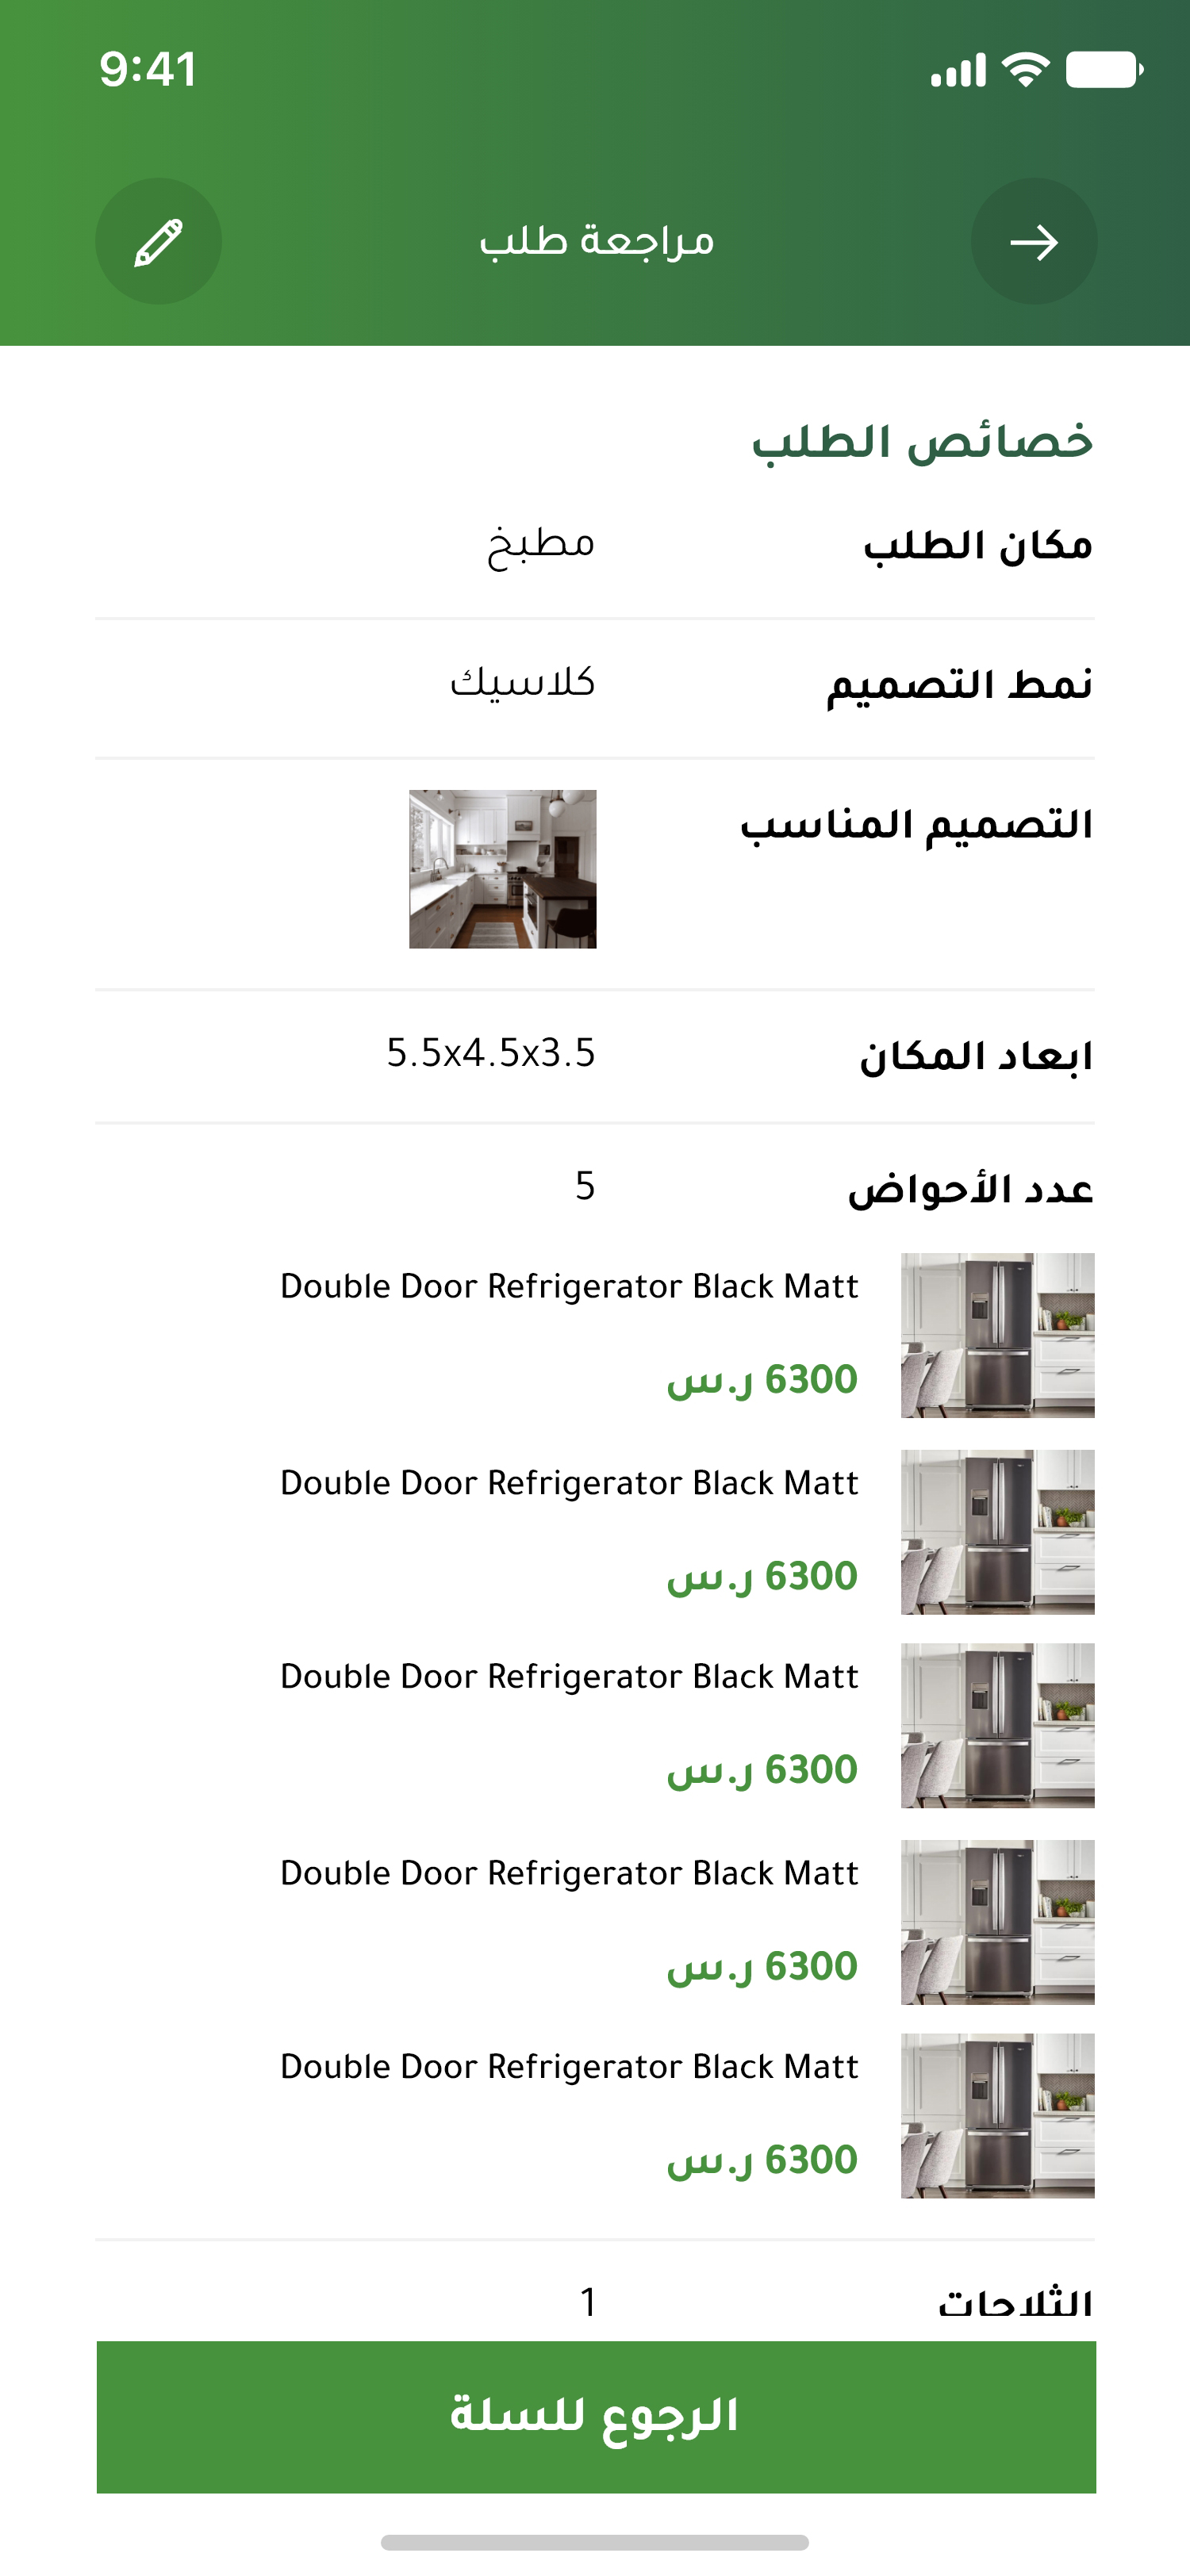 9:41
مراجعة طلب
خصائص الطلب
مكان الطلب
مطبخ
نمط التصميم
كلاسيك
التصميم المناسب
ابعاد المكان
5.5x4.5x3.5
عدد الأحواض
5
Double Door Refrigerator Black Matt
6300 ر.س
Double Door Refrigerator Black Matt
6300 ر.س
Double Door Refrigerator Black Matt
6300 ر.س
Double Door Refrigerator Black Matt
6300 ر.س
Double Door Refrigerator Black Matt
6300 ر.س
الثلاجات
1
الرجوع للسلة